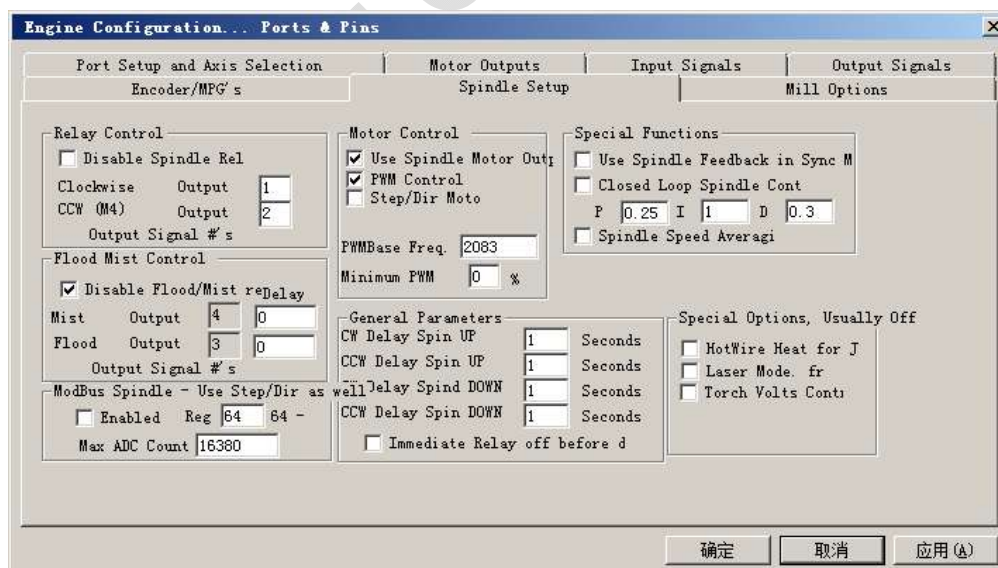 Engine Configuration... Ports & Pins
Port Setup and Axis Selection
Motor Outputs
Input Signals
Output Signals
Encoder/MPG's
Spindle Setup
Mill Options
Relay Control
Disable Spindle Rel
Clockwise Output 1
CCW (M4) Output 2
Output Signal #'s
Flood Mist Control
Disable Flood/Mist re
Delay
Mist Output 4 0
Flood Output 3 0
Output Signal #'s
ModBus Spindle - Use Step/Dir as well
Enabled Reg 64 64 -
Max ADC Count 16380
Motor Control
Use Spindle Motor Outp
PWM Control
Step/Dir Moto
PWMBase Freq. 2083
Minimum PWM 0 %
General Parameters
CW Delay Spin UP 1 Seconds
CCW Delay Spin UP 1 Seconds
Delay Spind DOWN 1 Seconds
CCW Delay Spin DOWN 1 Seconds
Immediate Relay off before d
Special Functions
Use Spindle Feedback in Sync M
Closed Loop Spindle Cont
P 0.25 I 1 D 0.3
Spindle Speed Averagi
Special Options, Usually Off
HotWire Heat for J
Laser Mode. fr
Torch Volts Cont
确定
取消
应用(A)